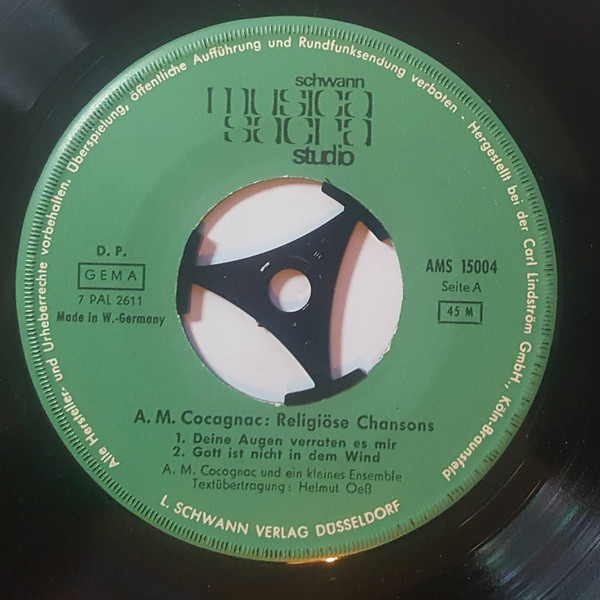 Alle Hersteller- und Urheberrechte vorbehalten. Überspielung, öffentliche Aufführung und Rundfunksendung verboten - Hergestellt bei der Carl Lindström GmbH., Köln-Braunsfeld
schwann
musica
sacra
studio
D. P.
GEMA
7 PAL 2611
Made in W.-Germany
AMS 15004
Seite A
45 M
A. M. Cocagnac: Religiöse Chansons
1. Deine Augen verraten es mir
2. Gott ist nicht in dem Wind
A. M. Cocagnac und ein kleines Ensemble
Textübertragung: Helmut Oeß
L. SCHWANN VERLAG DÜSSELDORF